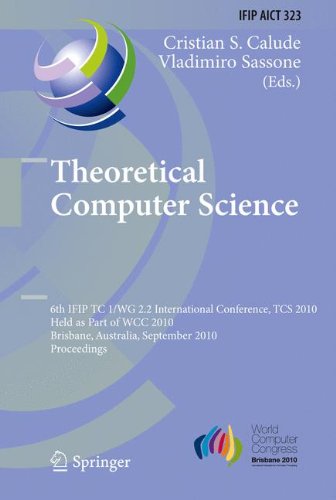 IFIP AICT 323
Cristian S. Calude
Vladimiro Sassone
(Eds.)
Theoretical
Computer Science
6th IFIP TC 1/WG 2.2 International Conference, TCS 2010
Held as Part of WCC 2010
Brisbane, Australia, September 2010
Proceedings
Springer
World
Computer
Congress
Brisbane 2010